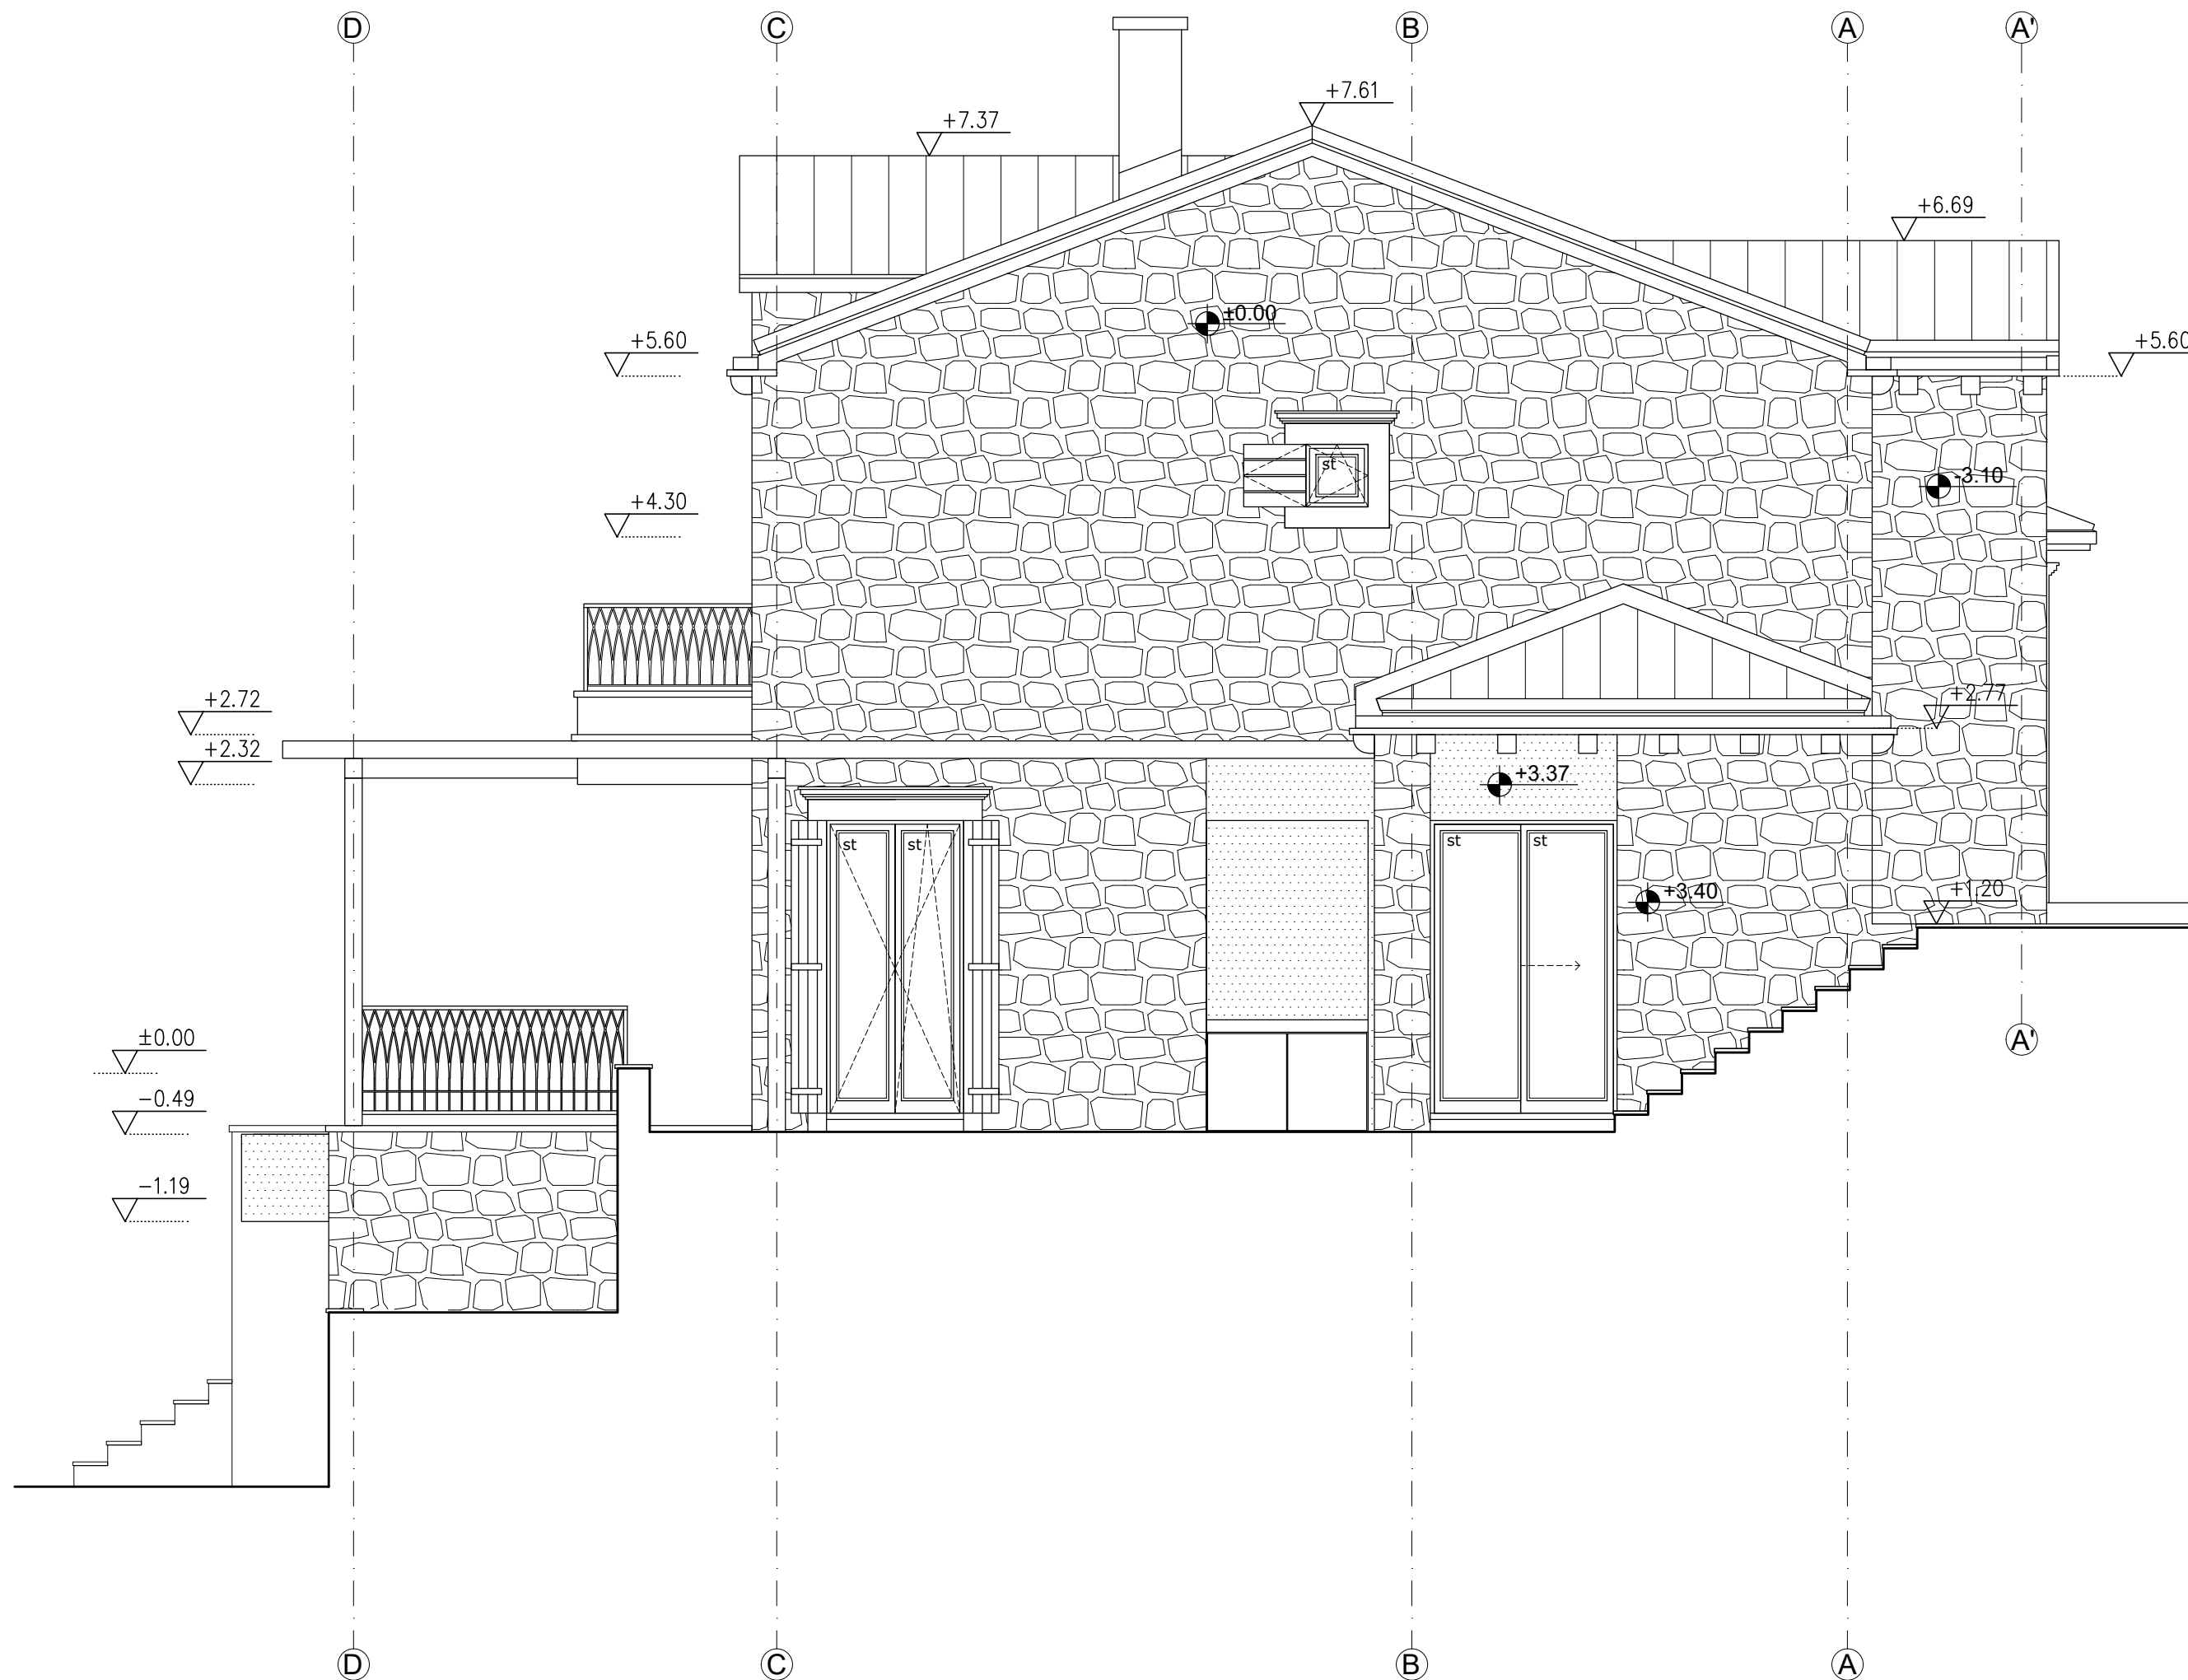 D C B A A'
+7.61
+7.37
+6.69
±0.00
+5.60
+5.60
st
-3.10
+4.30
+2.72
+2.77
+2.32
+3.37
st st
st st
+3.40
+1.20
±0.00
A'
−0.49
−1.19
D C B A